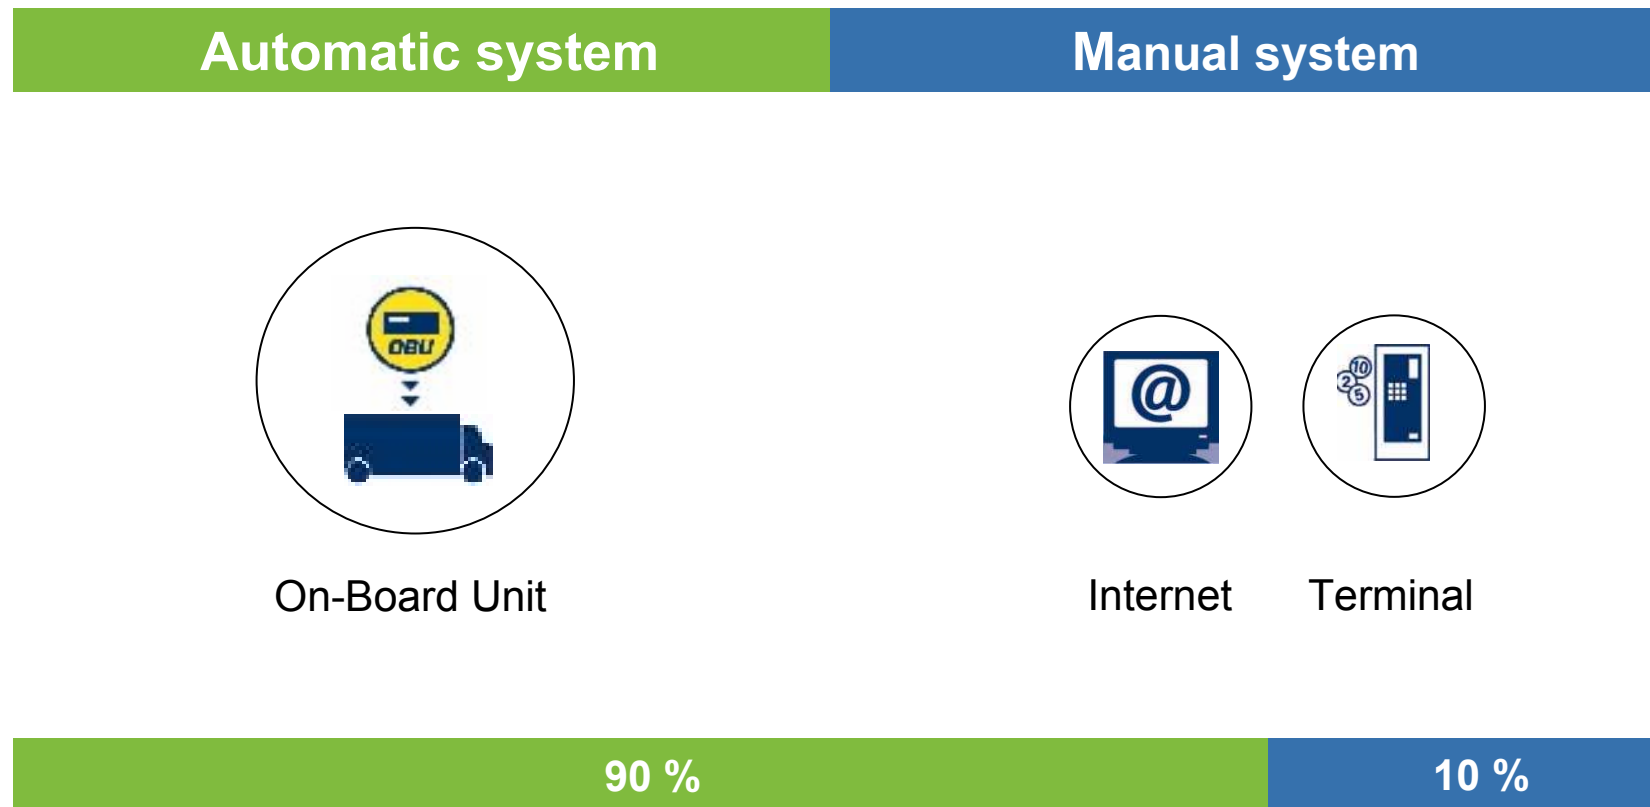 Automatic system
Manual system
OBU
@
10
2
5
On-Board Unit
Internet
Terminal
90 %
10 %